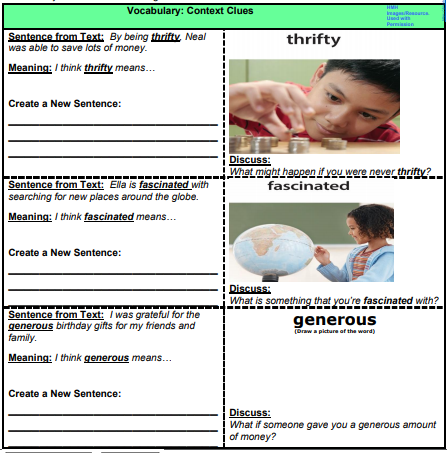 Vocabulary: Context Clues
HMH
Images/Resource
Used with
Permission
Sentence from Text: By being thrifty, Neal
was able to save lots of money.
Meaning: I think thrifty means…
Create a New Sentence:
thrifty
Discuss:
What might happen if you were never thrifty?
Sentence from Text: Ella is fascinated with
searching for new places around the globe.
Meaning: I think fascinated means…
Create a New Sentence:
fascinated
Discuss:
What is something that you're fascinated with?
Sentence from Text: I was grateful for the
generous birthday gifts for my friends and
family.
Meaning: I think generous means…
Create a New Sentence:
generous
(Draw a picture of the word)
Discuss:
What if someone gave you a generous amount
of money?